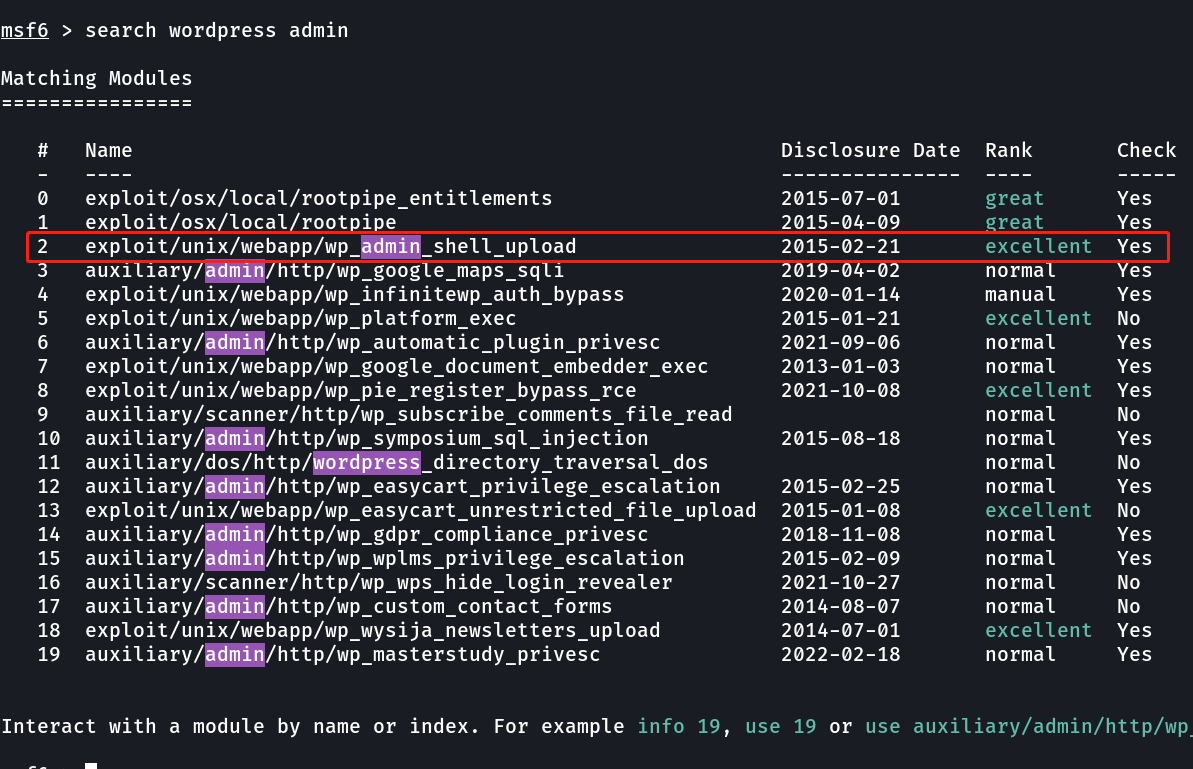 msf6 > search wordpress admin
Matching Modules
================
# Name Disclosure Date Rank Check
- ---- --------------- ---- -----
0 exploit/osx/local/rootpipe_entitlements 2015-07-01 great Yes
1 exploit/osx/local/rootpipe 2015-04-09 great Yes
2 exploit/unix/webapp/wp_admin_shell_upload 2015-02-21 excellent Yes
3 auxiliary/admin/http/wp_google_maps_sqli 2019-04-02 normal Yes
4 exploit/unix/webapp/wp_infinitewp_auth_bypass 2020-01-14 manual Yes
5 exploit/unix/webapp/wp_platform_exec 2015-01-21 excellent No
6 auxiliary/admin/http/wp_automatic_plugin_privesc 2021-09-06 normal Yes
7 exploit/unix/webapp/wp_google_document_embedder_exec 2013-01-03 normal Yes
8 exploit/unix/webapp/wp_pie_register_bypass_rce 2021-10-08 excellent Yes
9 auxiliary/scanner/http/wp_subscribe_comments_file_read normal No
10 auxiliary/admin/http/wp_symposium_sql_injection 2015-08-18 normal Yes
11 auxiliary/dos/http/wordpress_directory_traversal_dos normal No
12 auxiliary/admin/http/wp_easycart_privilege_escalation 2015-02-25 normal Yes
13 exploit/unix/webapp/wp_easycart_unrestricted_file_upload 2015-01-08 excellent No
14 auxiliary/admin/http/wp_gdpr_compliance_privesc 2018-11-08 normal Yes
15 auxiliary/admin/http/wp_wplms_privilege_escalation 2015-02-09 normal Yes
16 auxiliary/scanner/http/wp_wps_hide_login_revealer 2021-10-27 normal No
17 auxiliary/admin/http/wp_custom_contact_forms 2014-08-07 normal No
18 exploit/unix/webapp/wp_wysija_newsletters_upload 2014-07-01 excellent Yes
19 auxiliary/admin/http/wp_masterstudy_privesc 2022-02-18 normal Yes
Interact with a module by name or index. For example info 19, use 19 or use auxiliary/admin/http/wp_